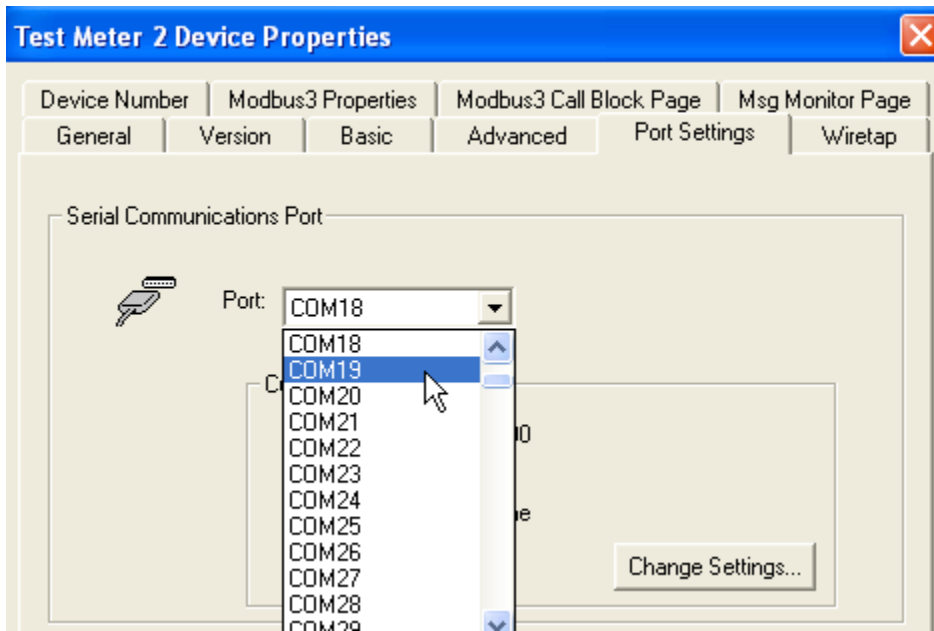 Test Meter 2 Device Properties
Device Number Modbus3 Properties Modbus3 Call Block Page Msg Monitor Page
General Version Basic Advanced Port Settings Wiretap
Serial Communications Port
Port: COM18
COM18
COM19
COM20
COM21
COM22
COM23
COM24
COM25
COM26
COM27
COM28
COM29
Change Settings...